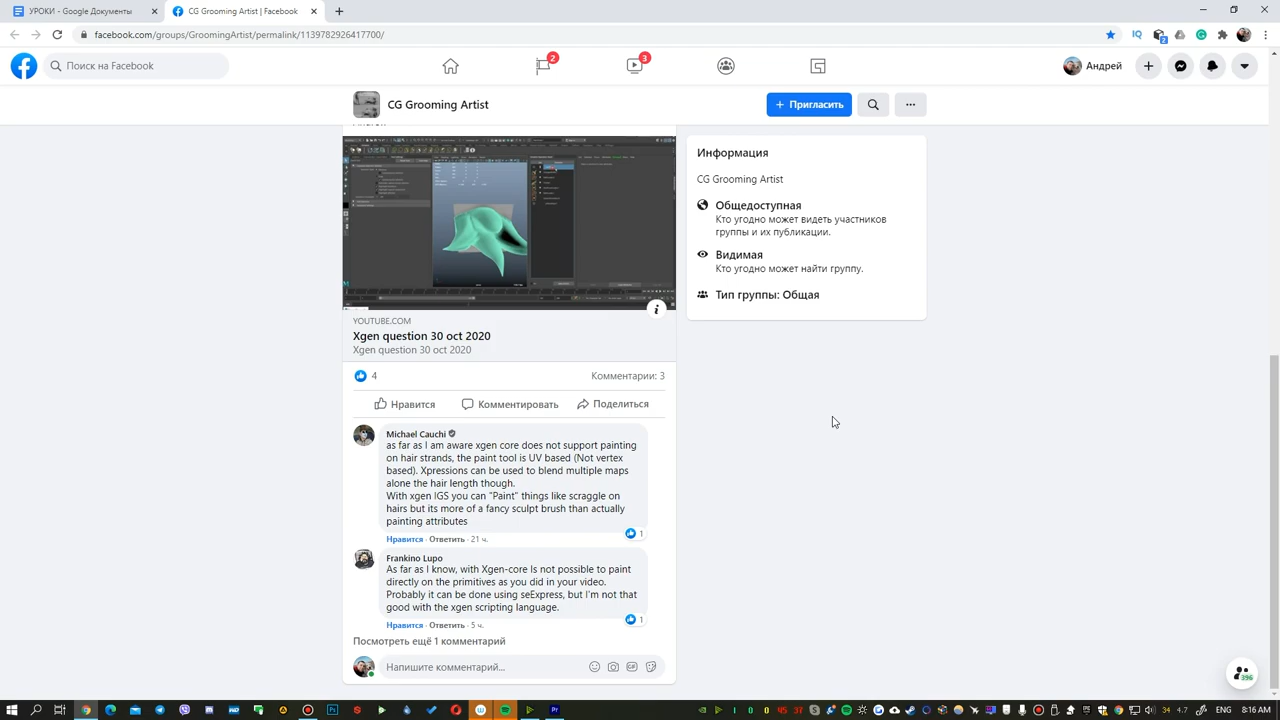 УРОКИ - Google Документы
CG Grooming Artist | Facebook
facebook.com/groups/GroomingArtist/permalink/1139782926417700/
Поиск на Facebook
2
3
Андрей
CG Grooming Artist
Пригласить
YOUTUBE.COM
Xgen question 30 oct 2020
Xgen question 30 oct 2020
4
Комментарии: 3
Нравится
Комментировать
Поделиться
Michael Cauchi
as far as I am aware xgen core does not support painting
on hair strands, the paint tool is UV based (Not vertex
based). Xpressions can be used to blend multiple maps
alone the hair length though.
With xgen IGS you can "Paint" things like scraggle on
hairs but its more of a fancy sculpt brush than actually
painting attributes
1
Нравится · Ответить · 21 ч.
Frankino Lupo
As far as I know, with Xgen-core Is not possible to paint
directly on the primitives as you did in your video.
Probably it can be done using seExpress, but I'm not that
good with the xgen scripting language.
1
Нравится · Ответить · 5 ч.
Посмотреть ещё 1 комментарий
Напишите комментарий...
Информация
CG Grooming Artist
Общедоступная
Кто угодно может видеть участников
группы и их публикации.
Видимая
Кто угодно может найти группу.
Тип группы: Общая
396
ENG
8:16 AM